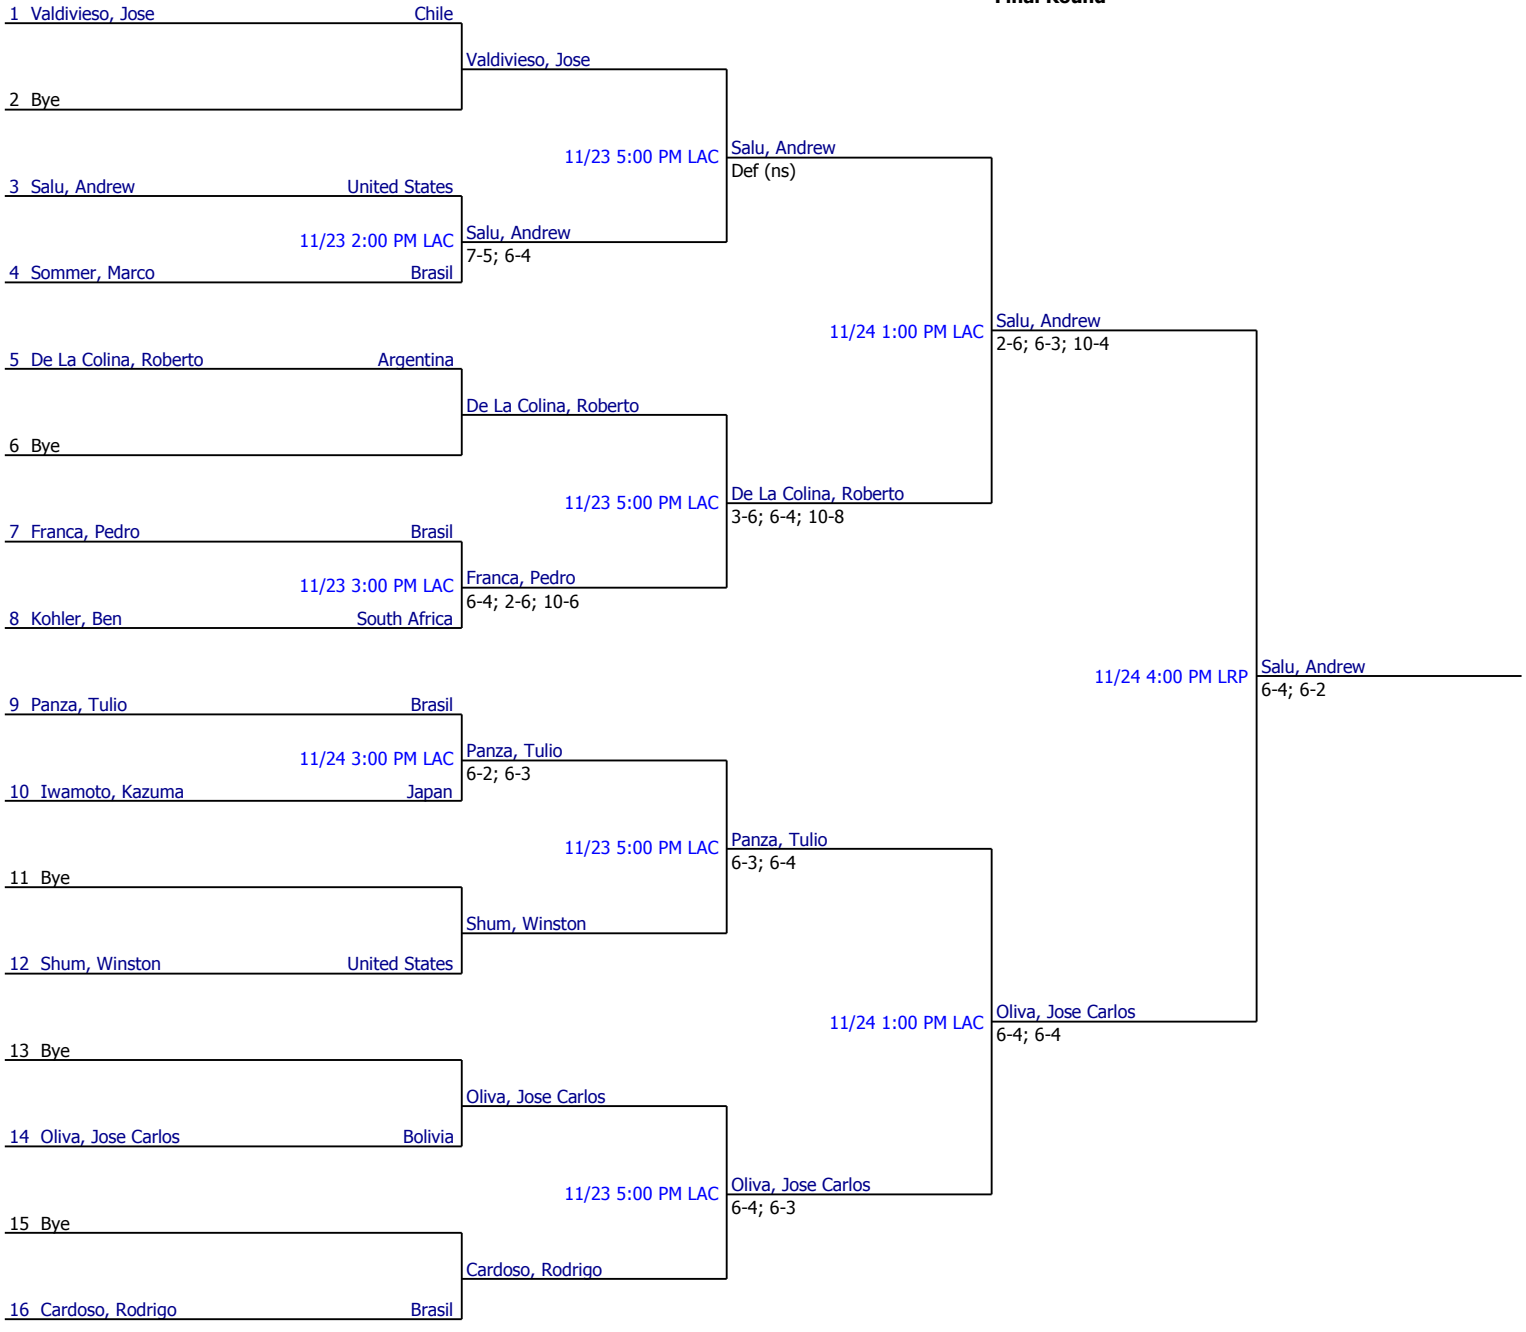 Final Round
1 Valdivieso, Jose Chile
Valdivieso, Jose
2 Bye
11/23 5:00 PM LAC Salu, Andrew
Def (ns)
3 Salu, Andrew United States
11/23 2:00 PM LAC Salu, Andrew
7-5; 6-4
4 Sommer, Marco Brasil
11/24 1:00 PM LAC Salu, Andrew
2-6; 6-3; 10-4
5 De La Colina, Roberto Argentina
De La Colina, Roberto
6 Bye
11/23 5:00 PM LAC De La Colina, Roberto
3-6; 6-4; 10-8
7 Franca, Pedro Brasil
11/23 3:00 PM LAC Franca, Pedro
6-4; 2-6; 10-6
8 Kohler, Ben South Africa
11/24 4:00 PM LRP Salu, Andrew
6-4; 6-2
9 Panza, Tulio Brasil
11/24 3:00 PM LAC Panza, Tulio
6-2; 6-3
10 Iwamoto, Kazuma Japan
11/23 5:00 PM LAC Panza, Tulio
6-3; 6-4
11 Bye
Shum, Winston
12 Shum, Winston United States
11/24 1:00 PM LAC Oliva, Jose Carlos
6-4; 6-4
13 Bye
Oliva, Jose Carlos
14 Oliva, Jose Carlos Bolivia
11/23 5:00 PM LAC Oliva, Jose Carlos
6-4; 6-3
15 Bye
Cardoso, Rodrigo
16 Cardoso, Rodrigo Brasil